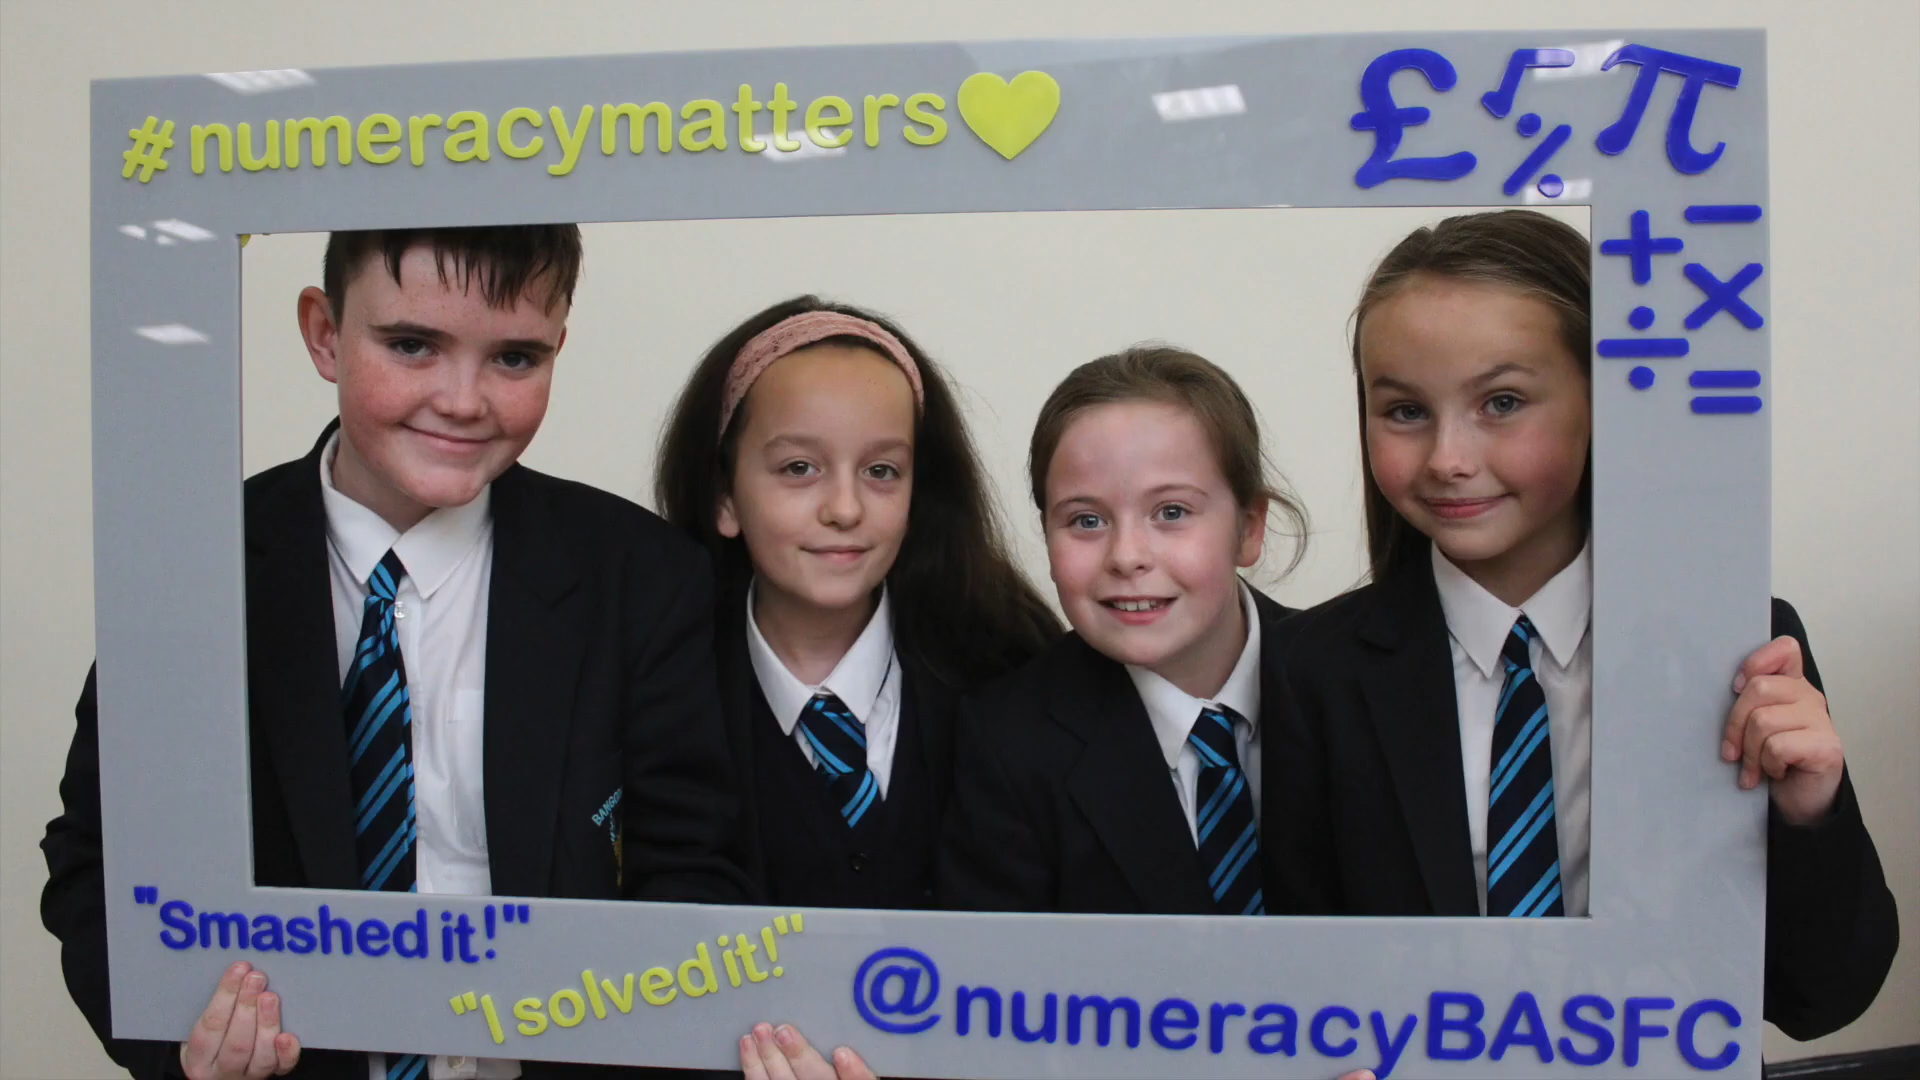 #numeracymatters
£ √ % π
+ -
÷ x
=
"Smashed it!"
"I solved it!"
@numeracyBASFC